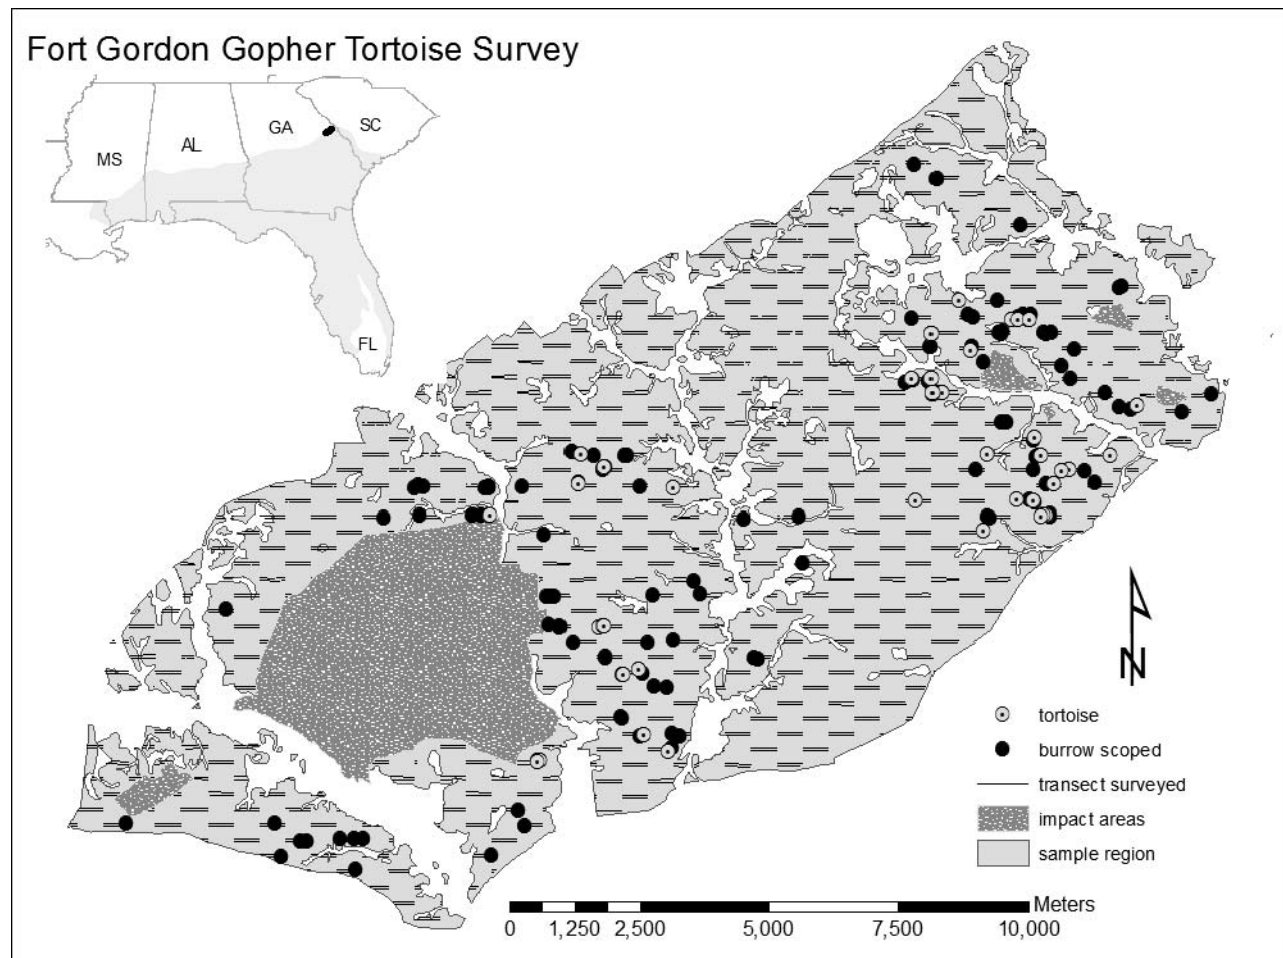 Fort Gordon Gopher Tortoise Survey
MS
AL
GA
SC
FL
N
tortoise
burrow scoped
transect surveyed
impact areas
sample region
Meters
0 1,250 2,500 5,000 7,500 10,000